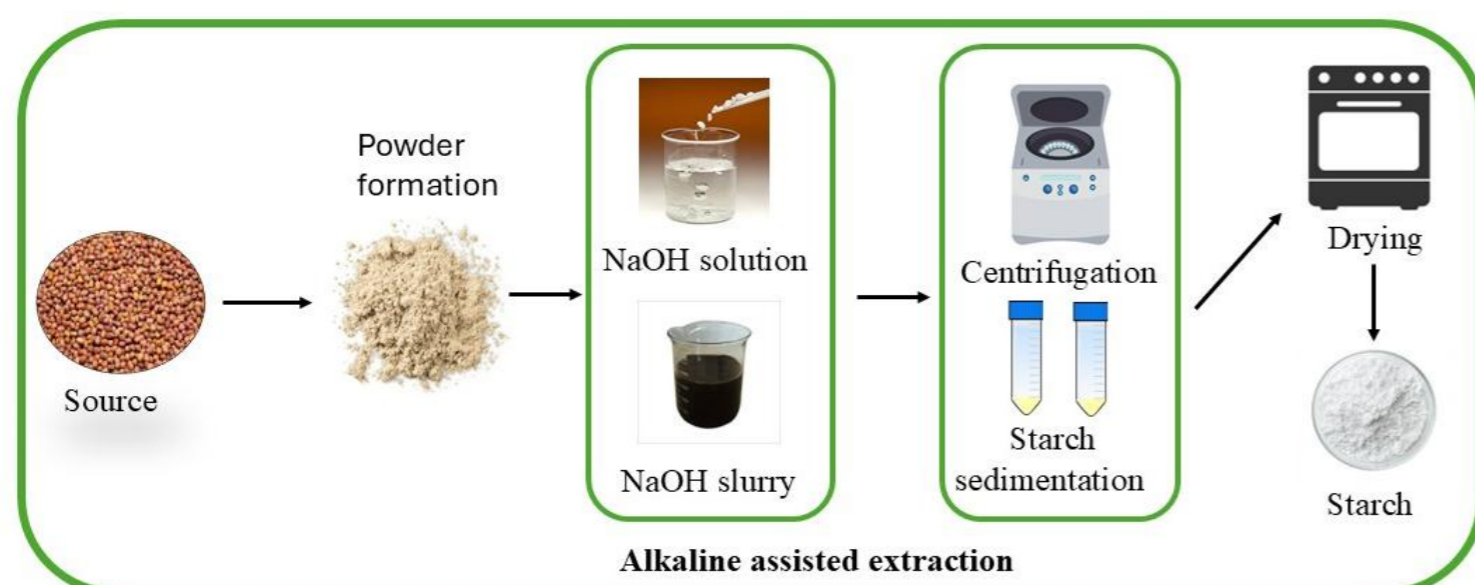 Source
Powder
formation
NaOH solution
NaOH slurry
Centrifugation
Starch
sedimentation
Drying
Starch
Alkaline assisted extraction